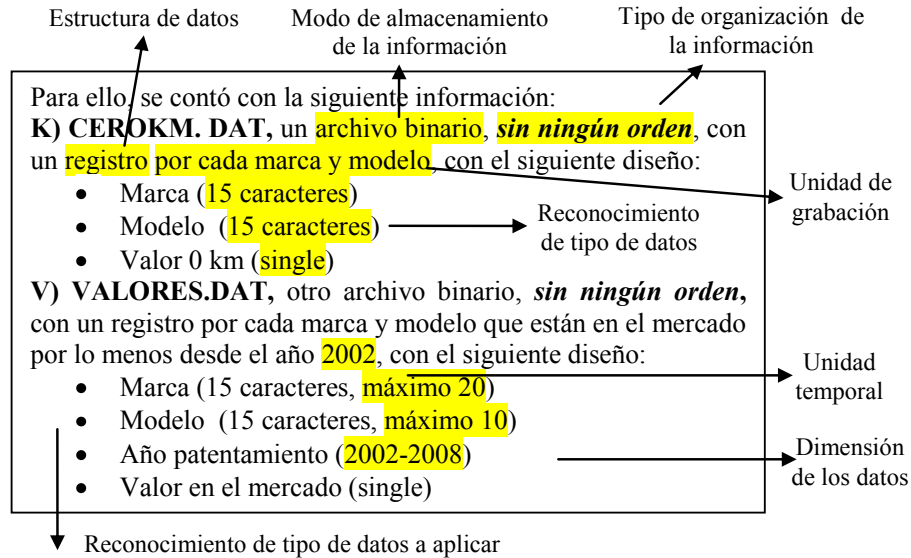 Estructura de datos
Modo de almacenamiento
de la información
Tipo de organización de
la información
Para ello, se contó con la siguiente información:
K) CEROKM. DAT, un archivo binario, sin ningún orden, con
un registro por cada marca y modelo, con el siguiente diseño:
• Marca (15 caracteres)
• Modelo (15 caracteres)
• Valor 0 km (single)
Unidad de
grabación
Reconocimiento
de tipo de datos
V) VALORES.DAT, otro archivo binario, sin ningún orden,
con un registro por cada marca y modelo que están en el mercado
por lo menos desde el año 2002, con el siguiente diseño:
• Marca (15 caracteres, máximo 20)
• Modelo (15 caracteres, máximo 10)
• Año patentamiento (2002-2008)
• Valor en el mercado (single)
Unidad
temporal
Dimensión
de los datos
Reconocimiento de tipo de datos a aplicar